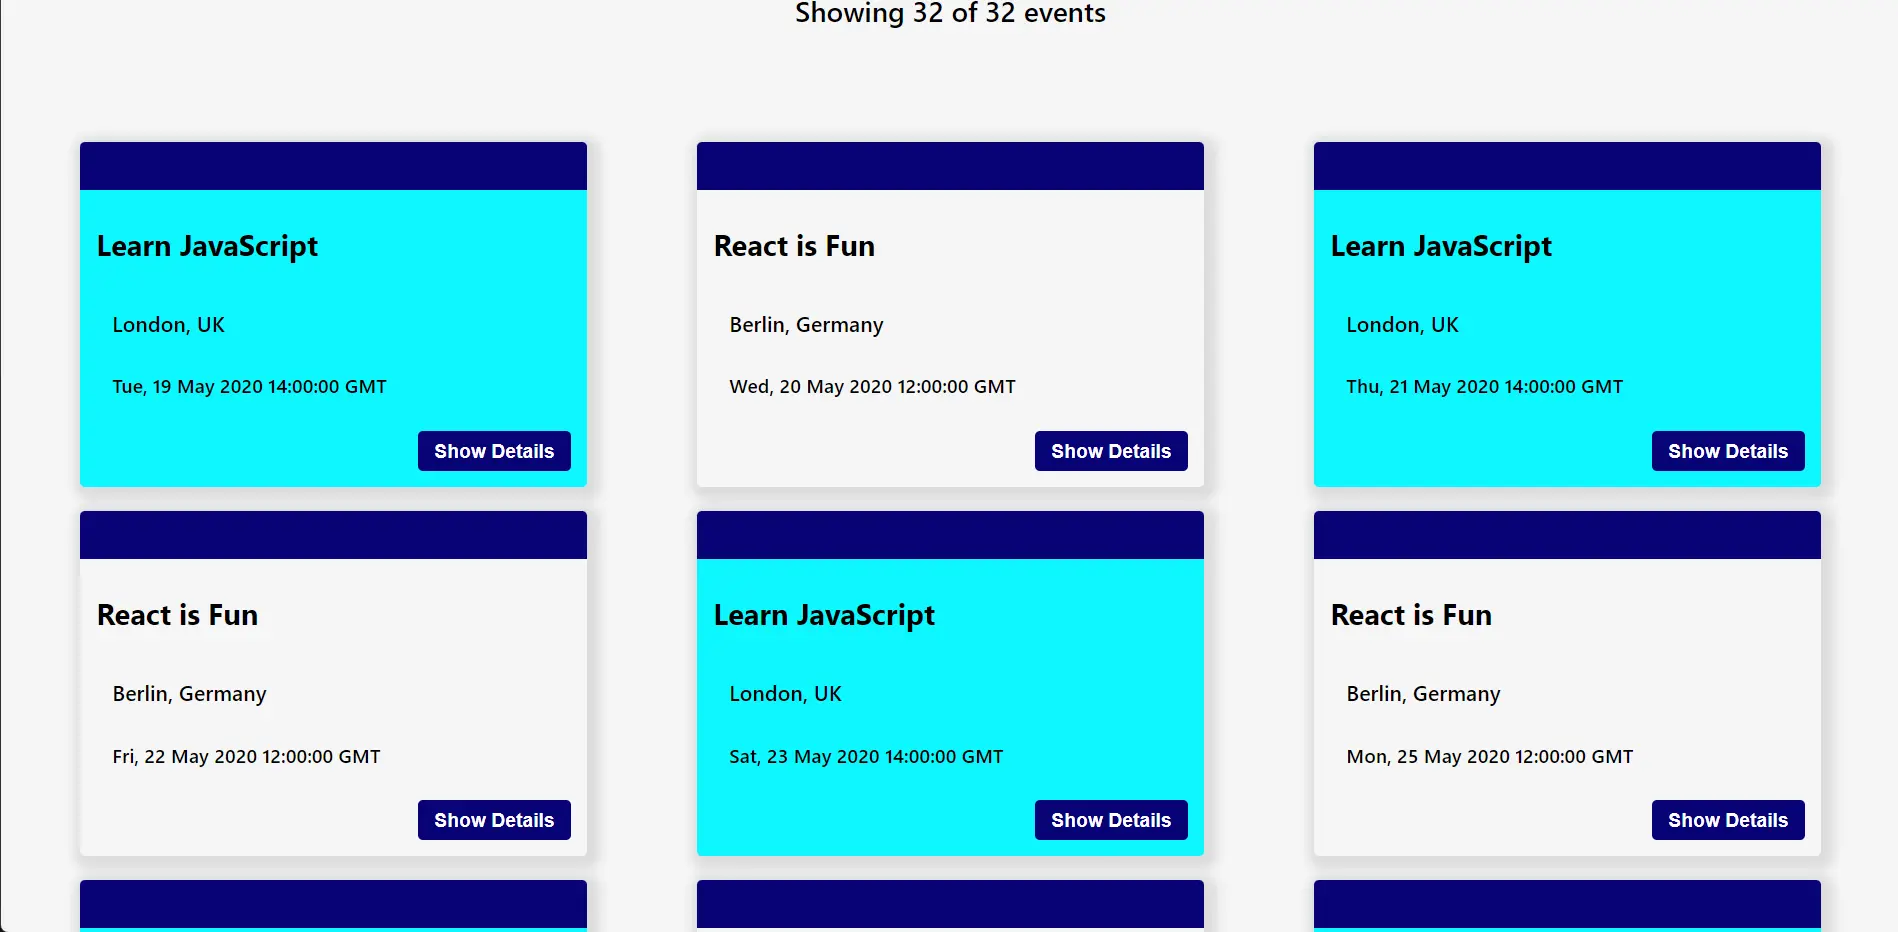 Showing 32 of 32 events
Learn JavaScript
London, UK
Tue, 19 May 2020 14:00:00 GMT
Show Details
React is Fun
Berlin, Germany
Wed, 20 May 2020 12:00:00 GMT
Show Details
Learn JavaScript
London, UK
Thu, 21 May 2020 14:00:00 GMT
Show Details
React is Fun
Berlin, Germany
Fri, 22 May 2020 12:00:00 GMT
Show Details
Learn JavaScript
London, UK
Sat, 23 May 2020 14:00:00 GMT
Show Details
React is Fun
Berlin, Germany
Mon, 25 May 2020 12:00:00 GMT
Show Details